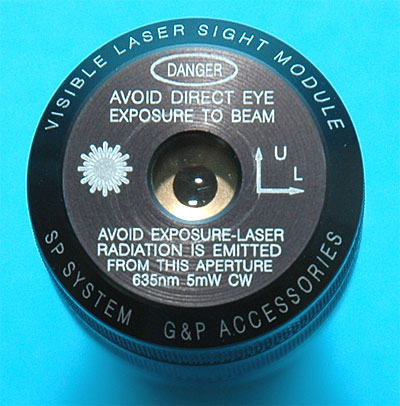 VISIBLE LASER SIGHT MODULE
DANGER
AVOID DIRECT EYE
EXPOSURE TO BEAM
U
L
AVOID EXPOSURE-LASER
RADIATION IS EMITTED
FROM THIS APERTURE
635nm 5mW CW
SP SYSTEM G&P ACCESSORIES